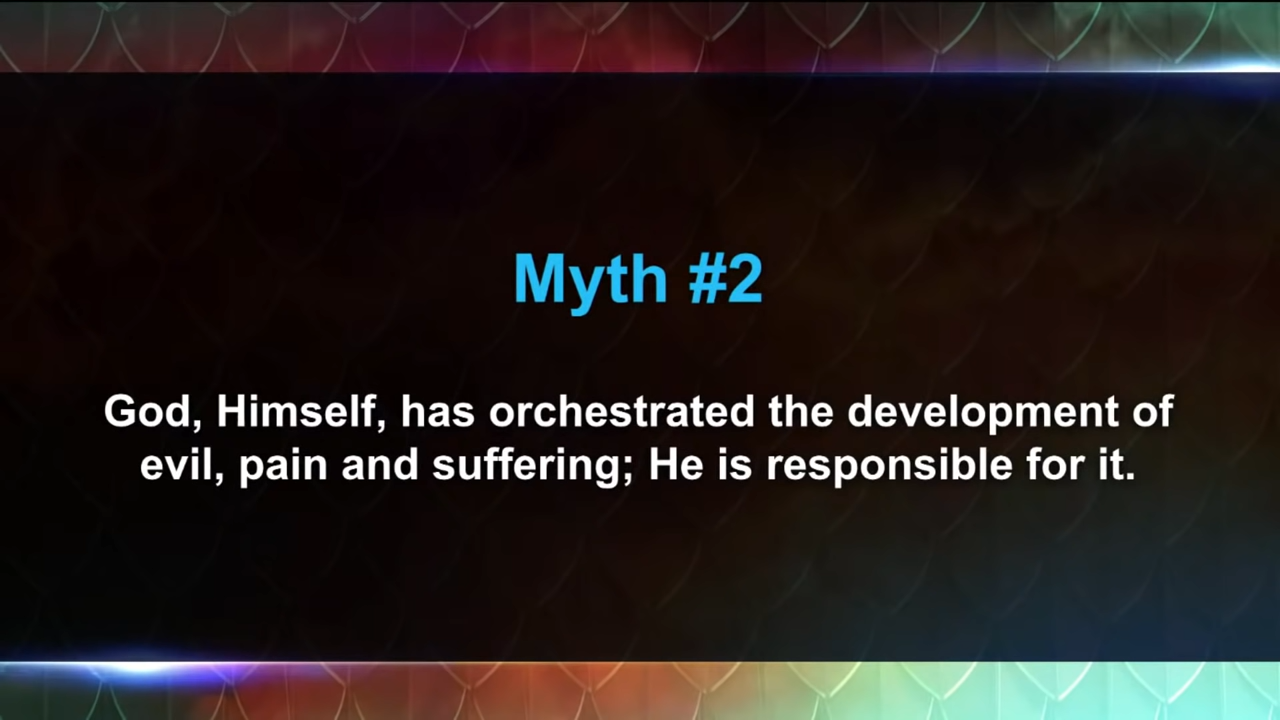 Myth #2
God, Himself, has orchestrated the development of
evil, pain and suffering; He is responsible for it.